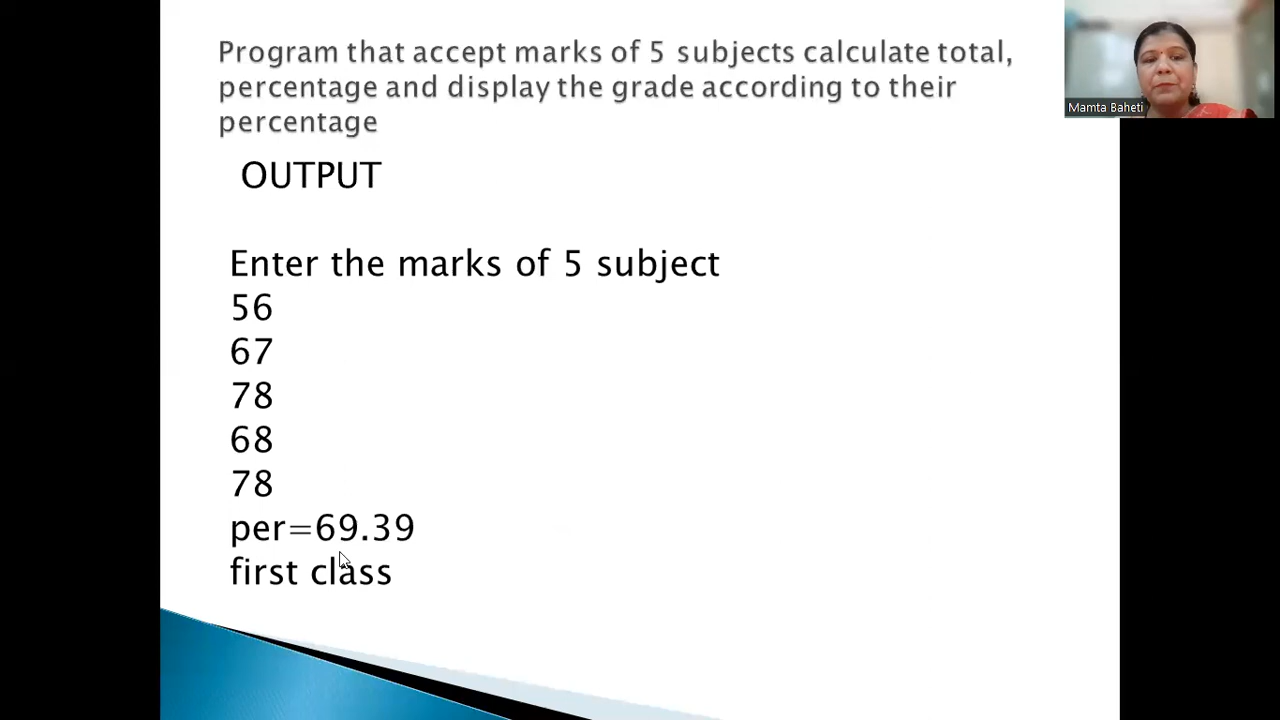 Program that accept marks of 5 subjects calculate total,
percentage and display the grade according to their
percentage
Mamta Baheti
OUTPUT
Enter the marks of 5 subject
56
67
78
68
78
per=69.39
first class